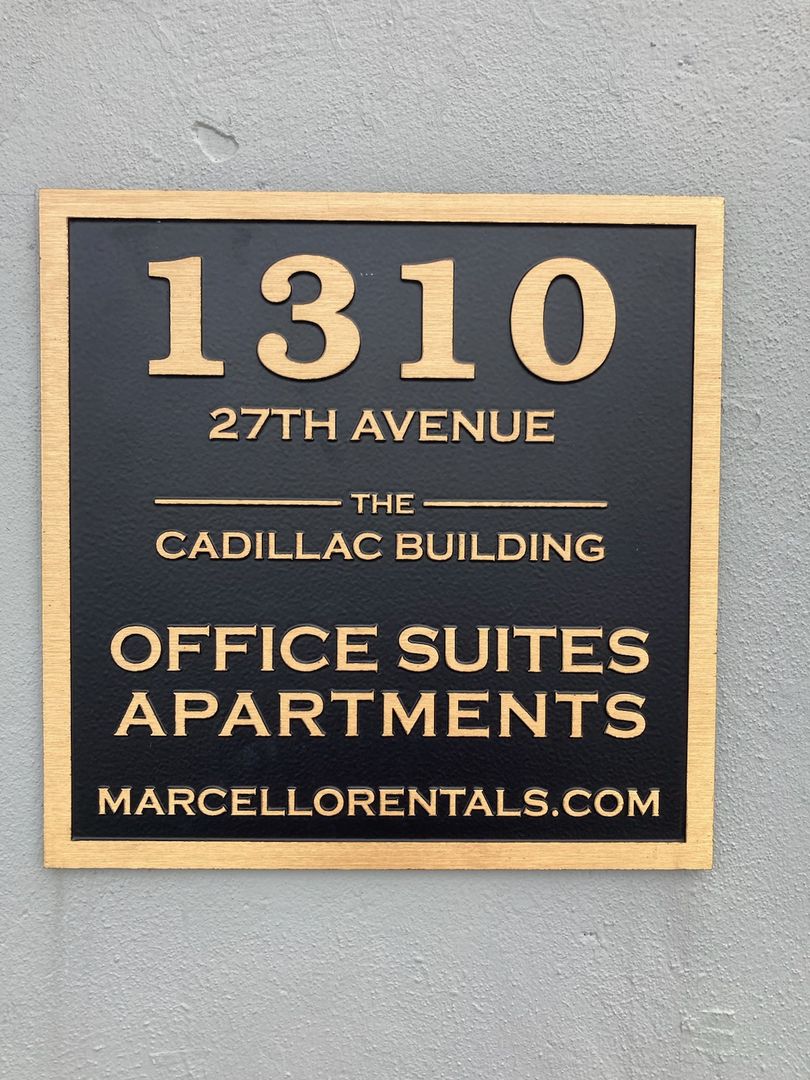 1310
27TH AVENUE
THE
CADILLAC BUILDING
OFFICE SUITES
APARTMENTS
MARCELLORENTALS.COM